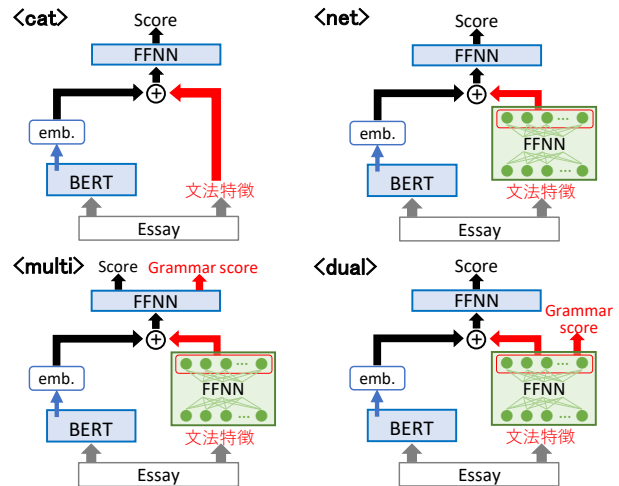 <cat>
Score
FFNN
+
emb.
BERT
文法特徴
Essay
<net>
Score
FFNN
+
emb.
BERT
...
FFNN
文法特徴
Essay
<multi>
Score
Grammar score
FFNN
+
emb.
BERT
...
FFNN
文法特徴
Essay
<dual>
Score
FFNN
+
Grammar
score
emb.
BERT
...
FFNN
文法特徴
Essay